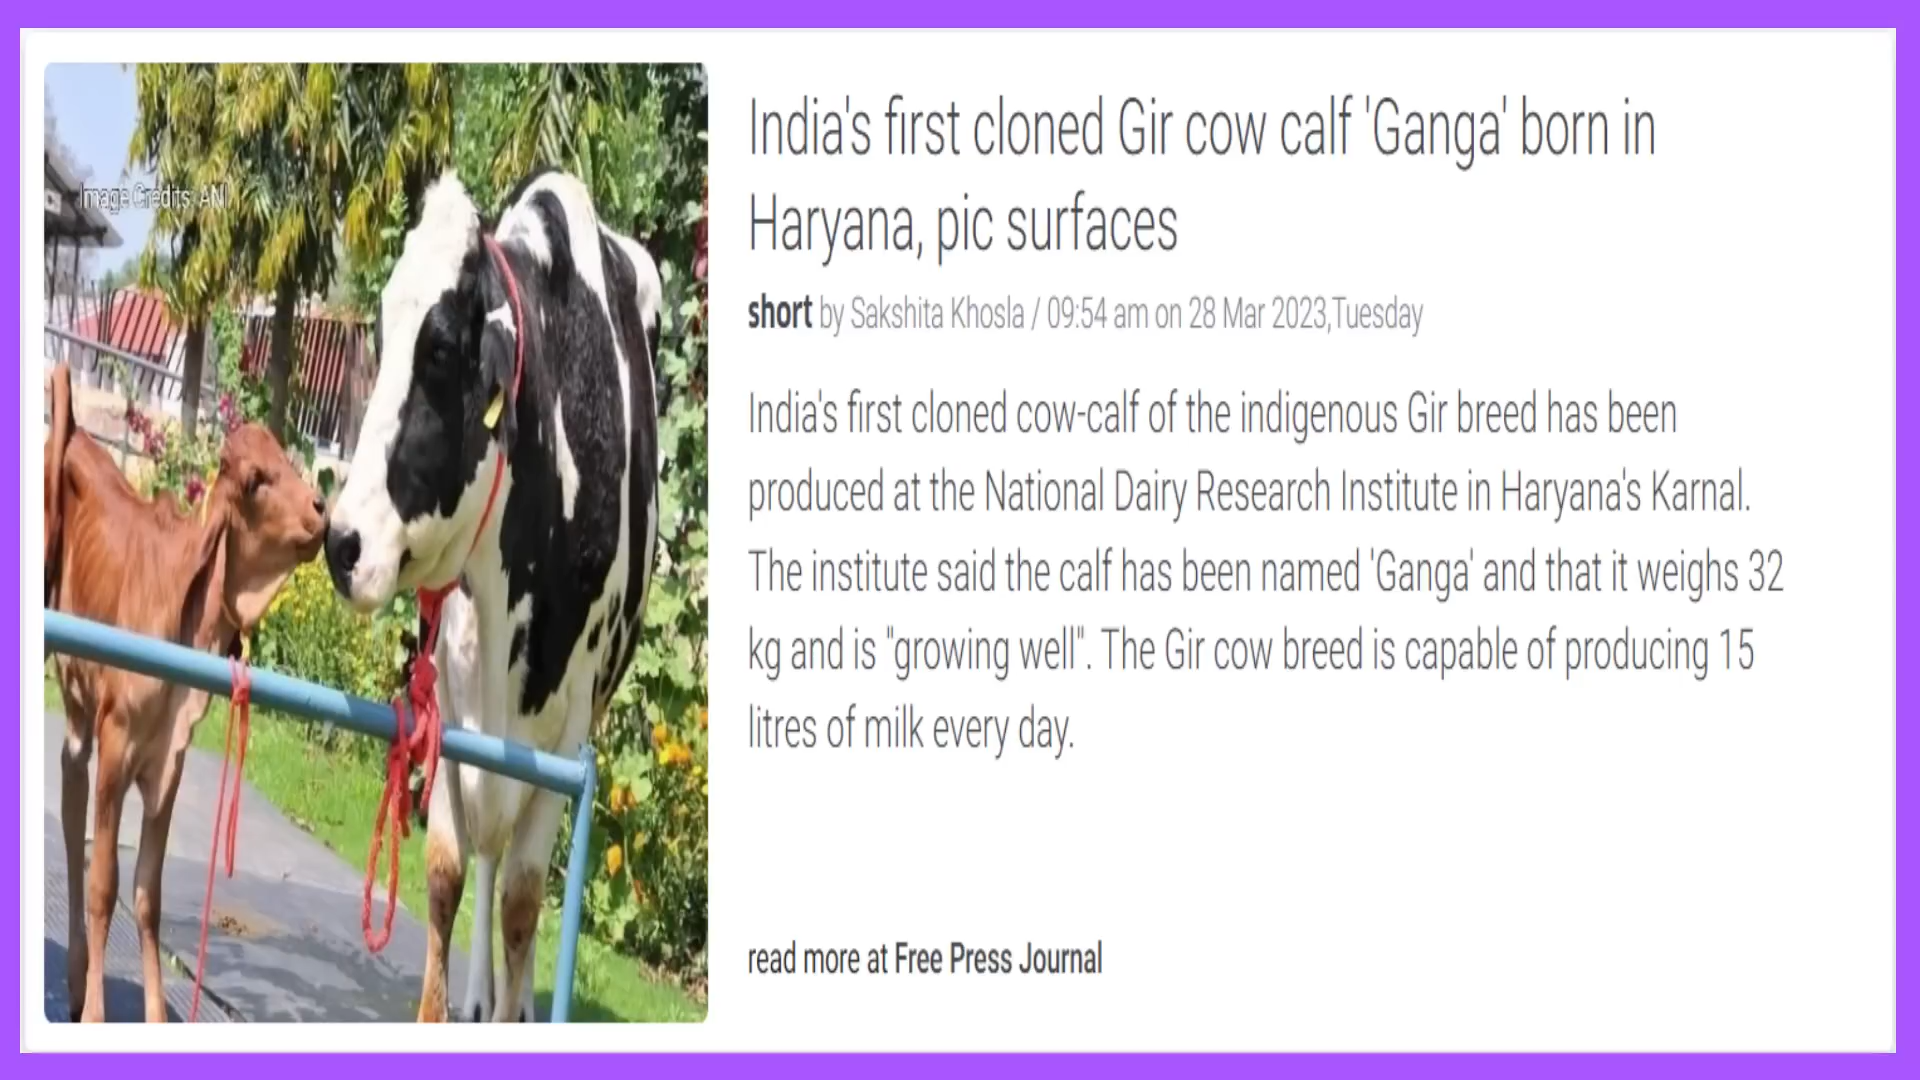 Image Credits: ANI
India's first cloned Gir cow calf 'Ganga' born in
Haryana, pic surfaces
short by Sakshita Khosla / 09:54 am on 28 Mar 2023,Tuesday
India's first cloned cow-calf of the indigenous Gir breed has been
produced at the National Dairy Research Institute in Haryana's Karnal.
The institute said the calf has been named 'Ganga' and that it weighs 32
kg and is "growing well". The Gir cow breed is capable of producing 15
litres of milk every day.
read more at Free Press Journal